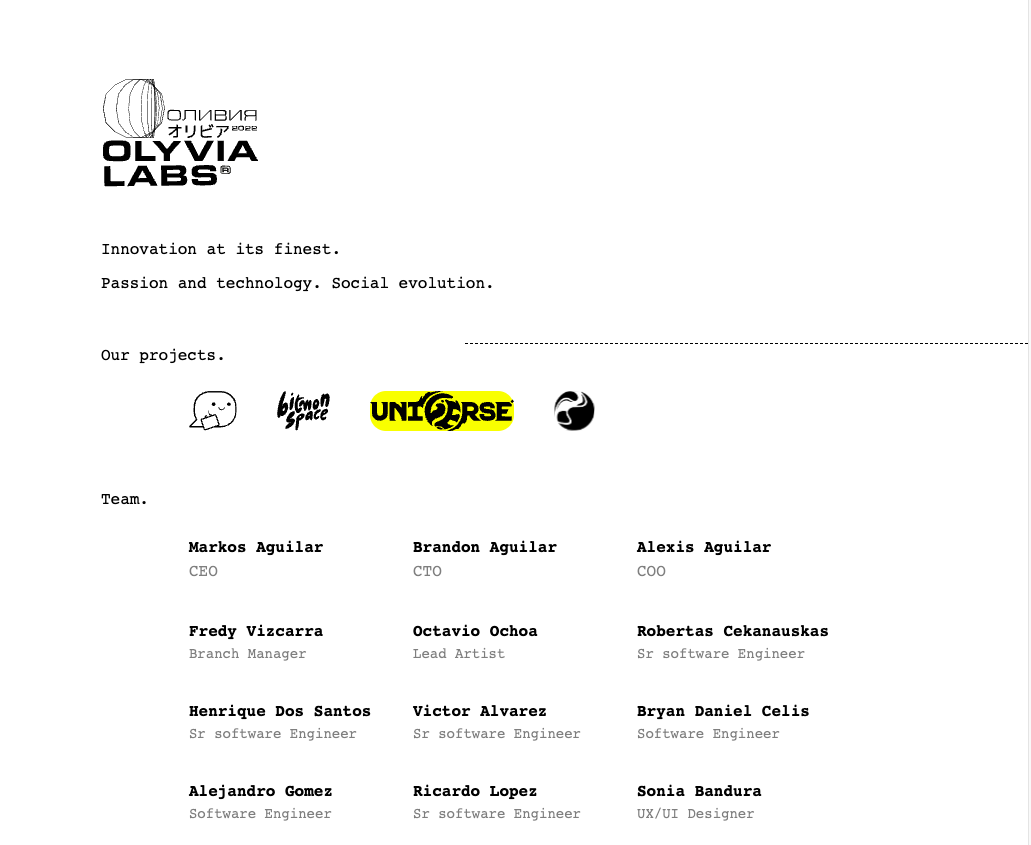 ОЛИВИЯ
オリビア 2022
OLYVIA
LABS®
Innovation at its finest.
Passion and technology. Social evolution.
Our projects.
bitmon
space
UNI2RSE
Team.
Markos Aguilar Brandon Aguilar Alexis Aguilar
CEO CTO COO
Fredy Vizcarra Octavio Ochoa Robertas Cekanauskas
Branch Manager Lead Artist Sr software Engineer
Henrique Dos Santos Victor Alvarez Bryan Daniel Celis
Sr software Engineer Sr software Engineer Software Engineer
Alejandro Gomez Ricardo Lopez Sonia Bandura
Software Engineer Sr software Engineer UX/UI Designer